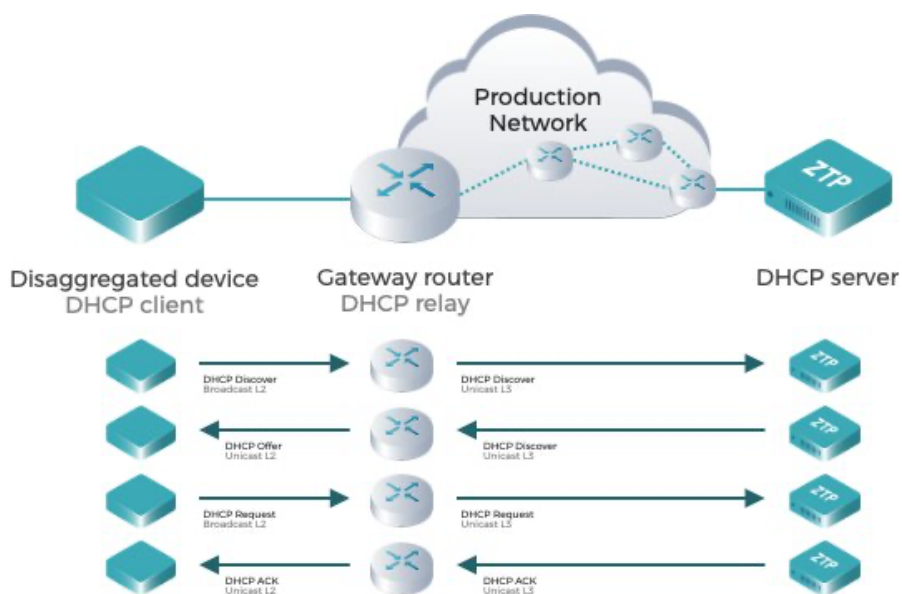 Production
Network
ZTP
Disaggregated device
DHCP client
Gateway router
DHCP relay
DHCP server
DHCP Discover
Broadcast L2
DHCP Discover
Unicast L3
ZTP
DHCP Offer
Unicast L2
DHCP Discover
Unicast L3
ZTP
DHCP Request
Broadcast L2
DHCP Request
Unicast L3
ZTP
DHCP ACK
Unicast L2
DHCP ACK
Unicast L3
ZTP